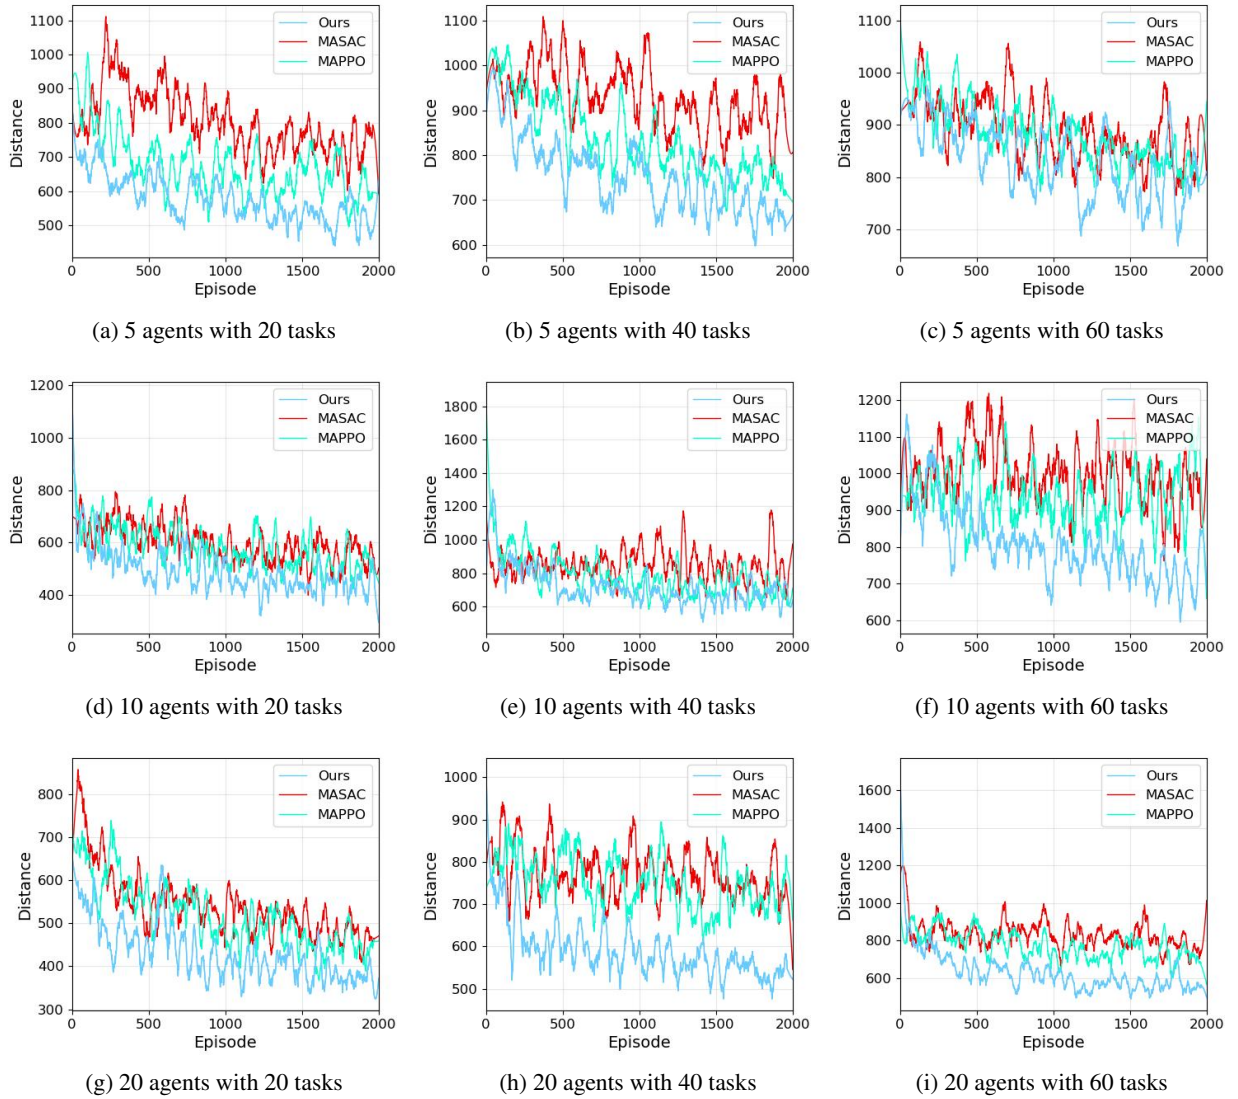 1100
1000
900
800
700
600
500
Distance
0 500 1000 1500 2000
Episode
Ours
MASAC
MAPPO
(a) 5 agents with 20 tasks
1100
1000
900
800
700
600
Distance
0 500 1000 1500 2000
Episode
Ours
MASAC
MAPPO
(b) 5 agents with 40 tasks
1100
1000
900
800
700
Distance
0 500 1000 1500 2000
Episode
Ours
MASAC
MAPPO
(c) 5 agents with 60 tasks
1200
1000
800
600
400
Distance
0 500 1000 1500 2000
Episode
Ours
MASAC
MAPPO
(d) 10 agents with 20 tasks
1800
1600
1400
1200
1000
800
600
Distance
0 500 1000 1500 2000
Episode
Ours
MASAC
MAPPO
(e) 10 agents with 40 tasks
1200
1100
1000
900
800
700
600
Distance
0 500 1000 1500 2000
Episode
Ours
MASAC
MAPPO
(f) 10 agents with 60 tasks
800
700
600
500
400
300
Distance
0 500 1000 1500 2000
Episode
Ours
MASAC
MAPPO
(g) 20 agents with 20 tasks
1000
900
800
700
600
500
Distance
0 500 1000 1500 2000
Episode
Ours
MASAC
MAPPO
(h) 20 agents with 40 tasks
1600
1400
1200
1000
800
600
Distance
0 500 1000 1500 2000
Episode
Ours
MASAC
MAPPO
(i) 20 agents with 60 tasks